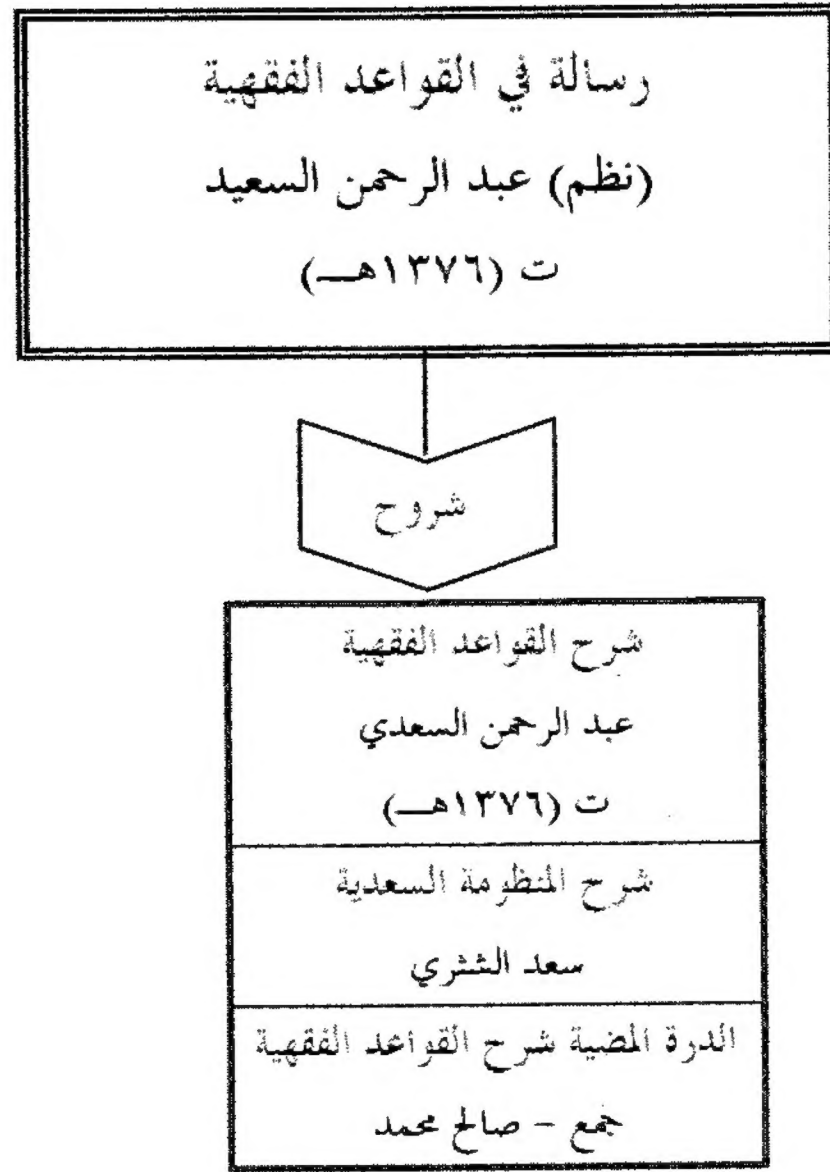 رسالة في القواعد الفقهية
(نظم) عبد الرحمن السعيد
ت (١٣٧٦هـ)
شروح
شرح القواعد الفقهية
عبد الرحمن السعدي
ت (١٣٧٦هـ)
شرح المنظومة السعدية
سعد الشثري
الدرة المضية شرح القواعد الفقهية
جمع - صالح محمد